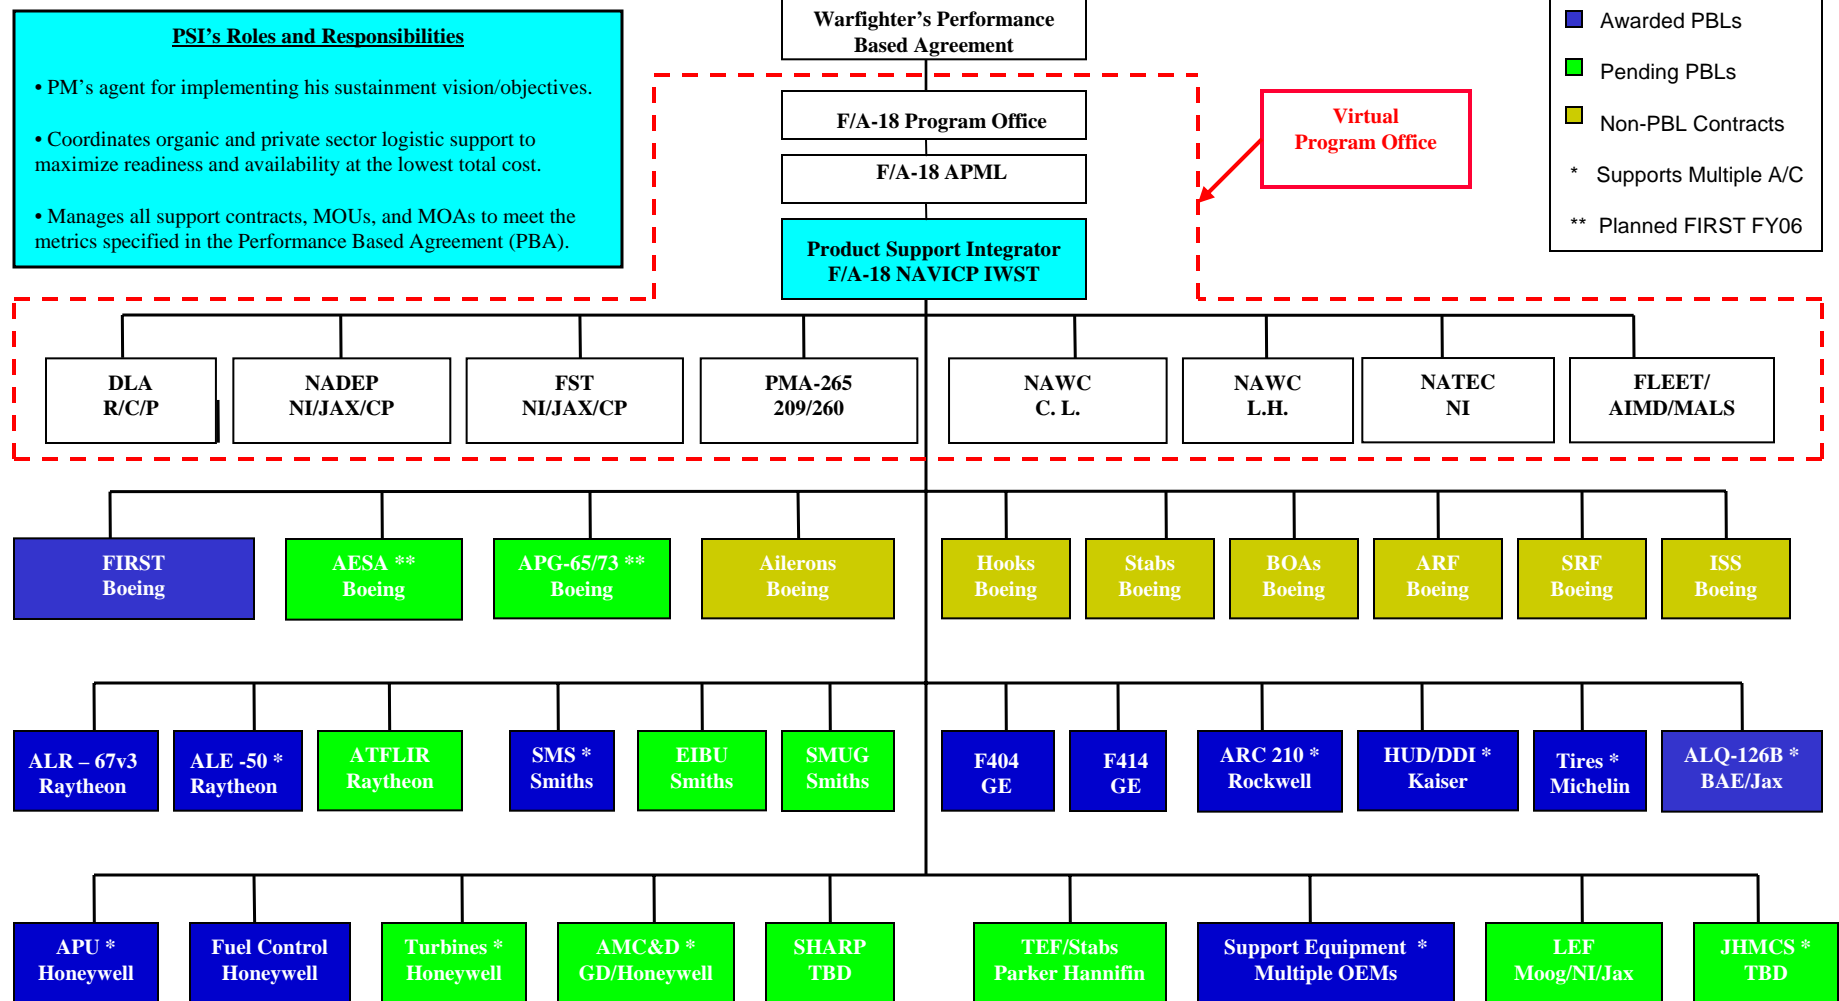 PSI's Roles and Responsibilities
• PM's agent for implementing his sustainment vision/objectives.
• Coordinates organic and private sector logistic support to
maximize readiness and availability at the lowest total cost.
• Manages all support contracts, MOUs, and MOAs to meet the
metrics specified in the Performance Based Agreement (PBA).
Warfighter's Performance
Based Agreement
F/A-18 Program Office
F/A-18 APML
Product Support Integrator
F/A-18 NAVICP IWST
Virtual
Program Office
Awarded PBLs
Pending PBLs
Non-PBL Contracts
* Supports Multiple A/C
** Planned FIRST FY06
DLA
R/C/P
NADEP
NI/JAX/CP
FST
NI/JAX/CP
PMA-265
209/260
NAWC
C. L.
NAWC
L.H.
NATEC
NI
FLEET/
AIMD/MALS
FIRST
Boeing
AESA **
Boeing
APG-65/73 **
Boeing
Ailerons
Boeing
Hooks
Boeing
Stabs
Boeing
BOAs
Boeing
ARF
Boeing
SRF
Boeing
ISS
Boeing
ALR – 67v3
Raytheon
ALE -50 *
Raytheon
ATFLIR
Raytheon
SMS *
Smiths
EIBU
Smiths
SMUG
Smiths
F404
GE
F414
GE
ARC 210 *
Rockwell
HUD/DDI *
Kaiser
Tires *
Michelin
ALQ-126B *
BAE/Jax
APU *
Honeywell
Fuel Control
Honeywell
Turbines *
Honeywell
AMC&D *
GD/Honeywell
SHARP
TBD
TEF/Stabs
Parker Hannifin
Support Equipment *
Multiple OEMs
LEF
Moog/NI/Jax
JHMCS *
TBD